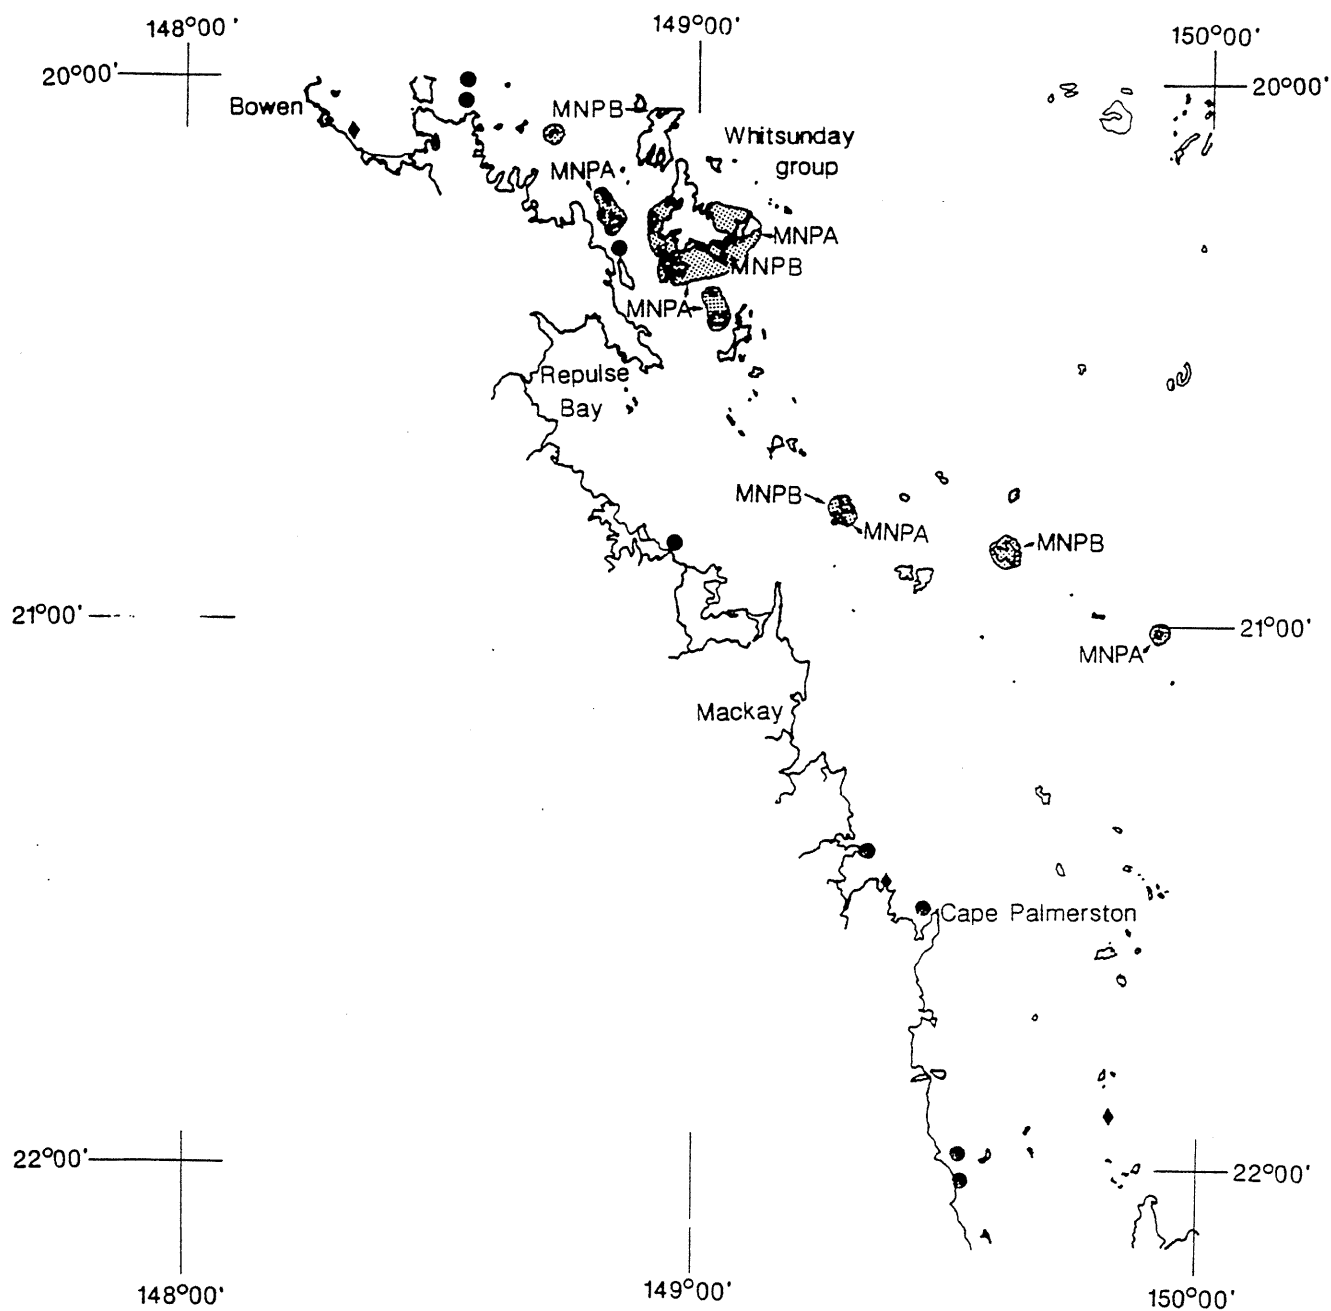 148°00'
149°00'
150°00'
20°00'
20°00'
Bowen
MNPB
Whitsunday
group
MNPA
MNPA
MNPB
MNPA
Repulse
Bay
MNPB
MNPA
MNPB
21°00'
21°00'
MNPA
Mackay
Cape Palmerston
22°00'
22°00'
148°00'
149°00'
150°00'